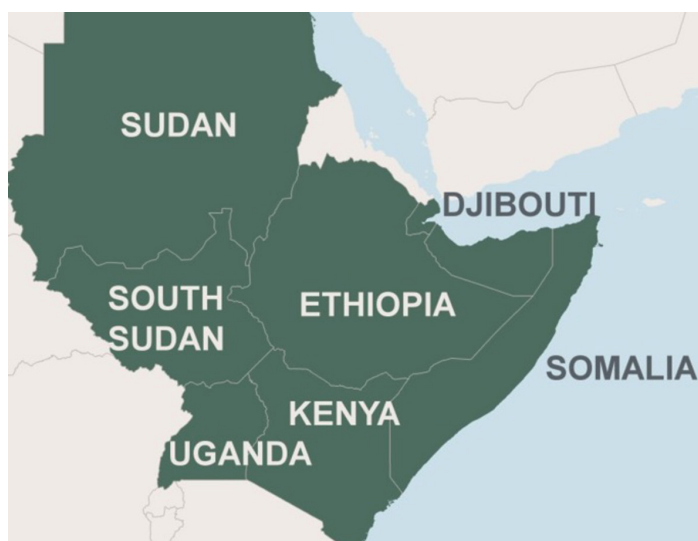 SUDAN
DJIBOUTI
SOUTH
SUDAN
ETHIOPIA
SOMALIA
KENYA
UGANDA